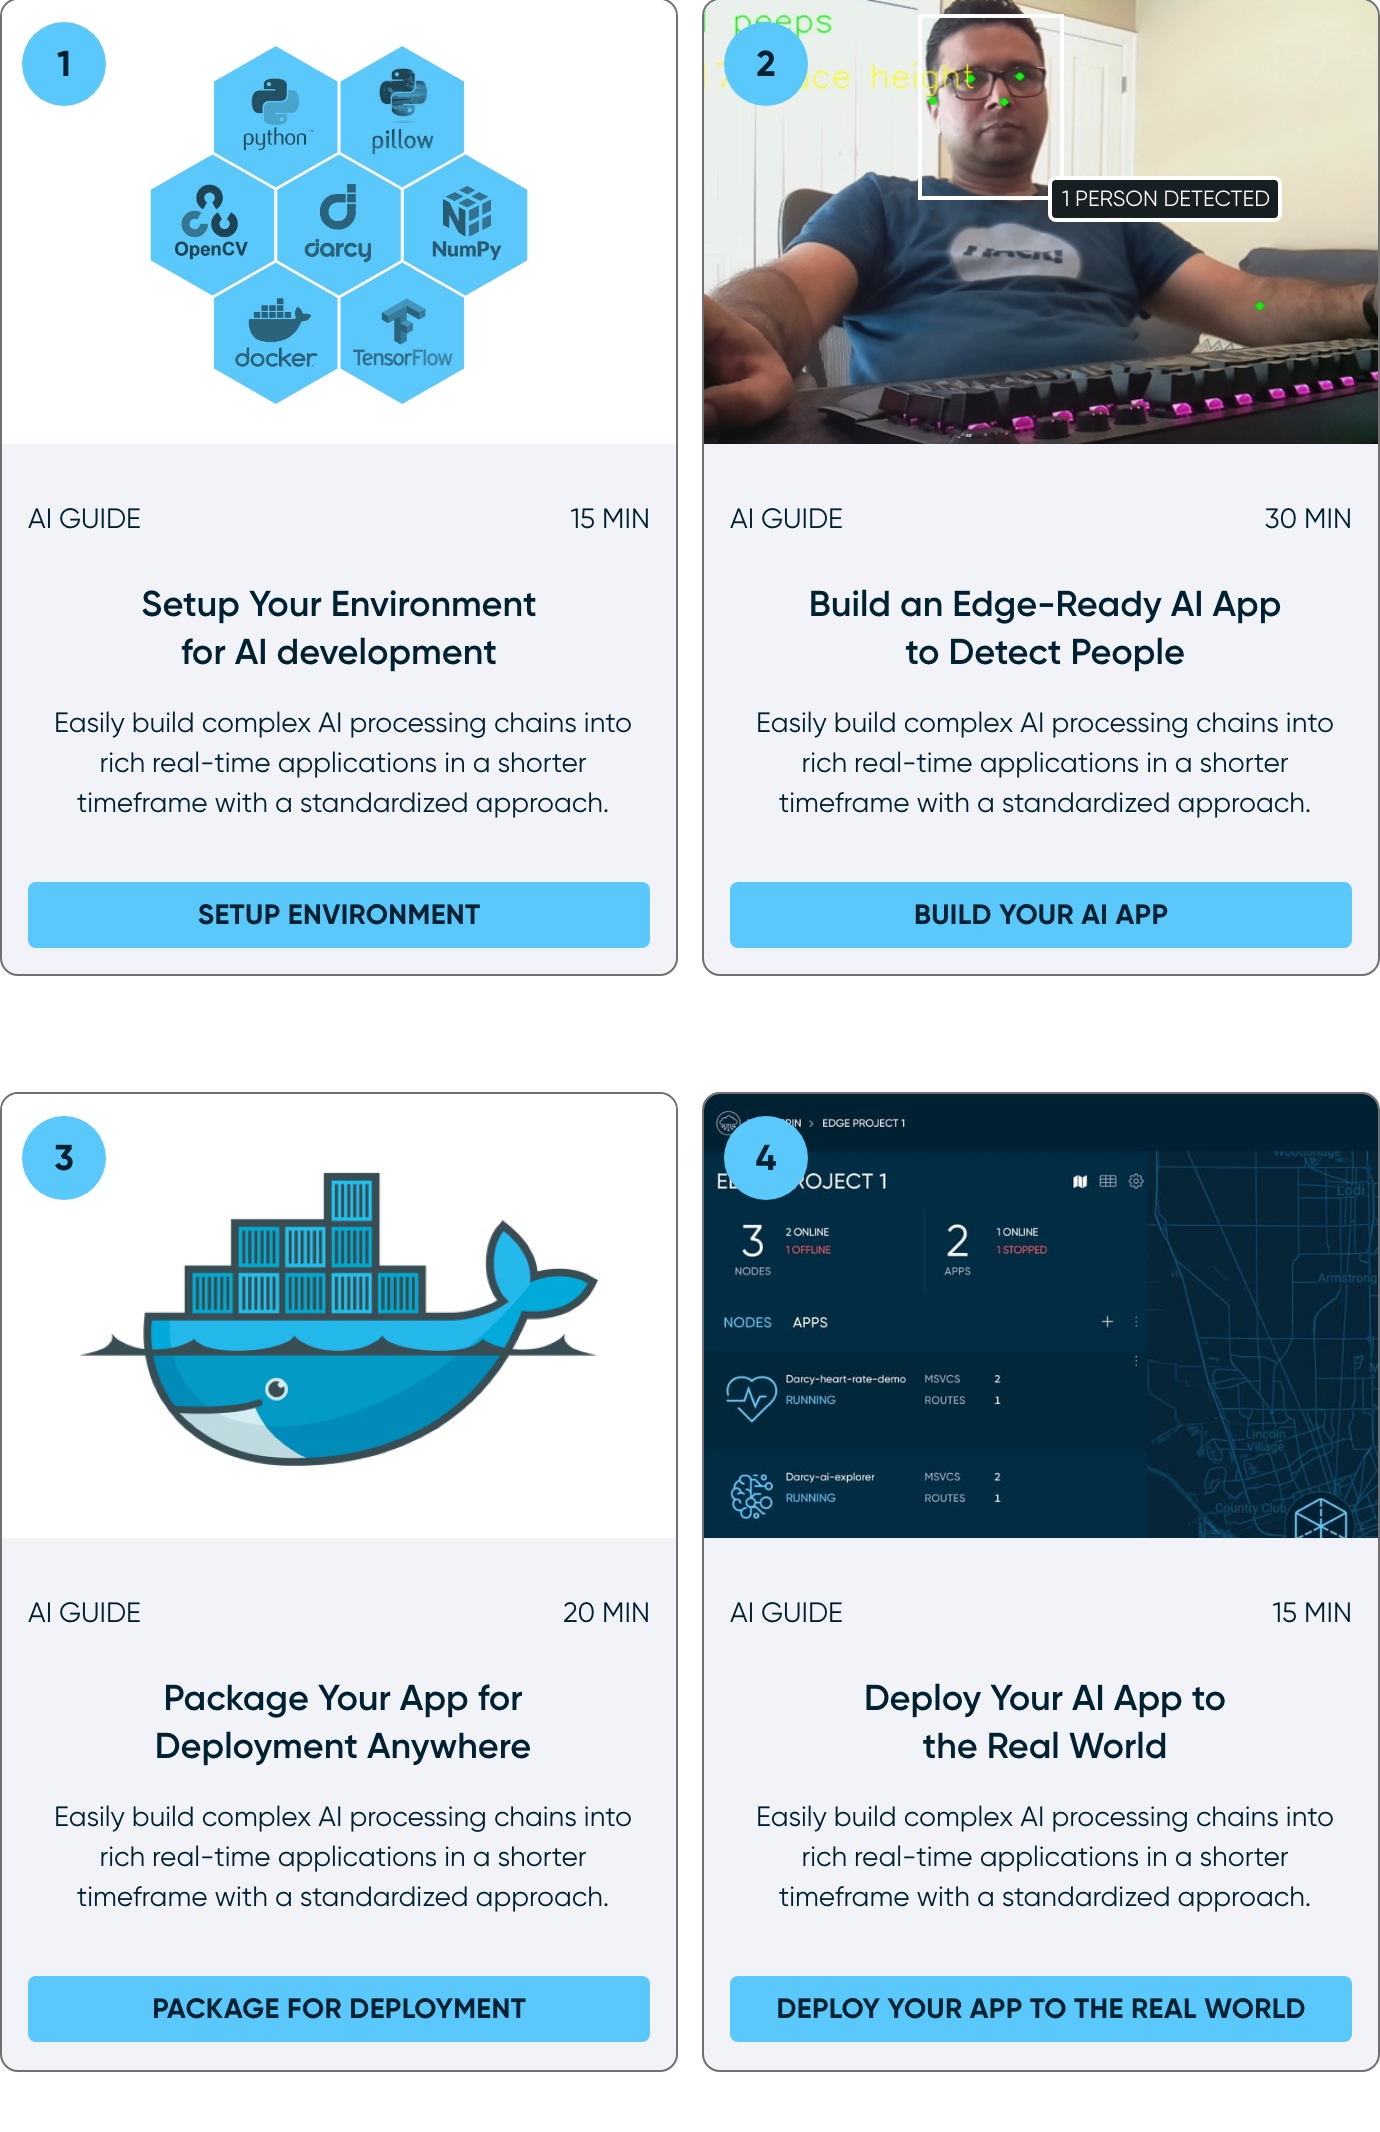 1
python
pillow
OpenCV
darcy
NumPy
docker
TensorFlow
AI GUIDE
15 MIN
Setup Your Environment
for AI development
Easily build complex AI processing chains into
rich real-time applications in a shorter
timeframe with a standardized approach.
SETUP ENVIRONMENT
2
peeps
height
1 PERSON DETECTED
AI GUIDE
30 MIN
Build an Edge-Ready AI App
to Detect People
Easily build complex AI processing chains into
rich real-time applications in a shorter
timeframe with a standardized approach.
BUILD YOUR AI APP
3
AI GUIDE
20 MIN
Package Your App for
Deployment Anywhere
Easily build complex AI processing chains into
rich real-time applications in a shorter
timeframe with a standardized approach.
PACKAGE FOR DEPLOYMENT
4
> EDGE PROJECT 1
1
3
NODES
2 ONLINE
1 OFFLINE
2
APPS
1 ONLINE
1 STOPPED
NODES APPS
Darcy-heart-rate-demo
RUNNING
MSVCS 2
ROUTES 1
Darcy-ai-explorer
RUNNING
MSVCS 2
ROUTES 1
Woodbridge
Lodi
Armstrong
Lincoln
Village
Country Club
AI GUIDE
15 MIN
Deploy Your AI App to
the Real World
Easily build complex AI processing chains into
rich real-time applications in a shorter
timeframe with a standardized approach.
DEPLOY YOUR APP TO THE REAL WORLD